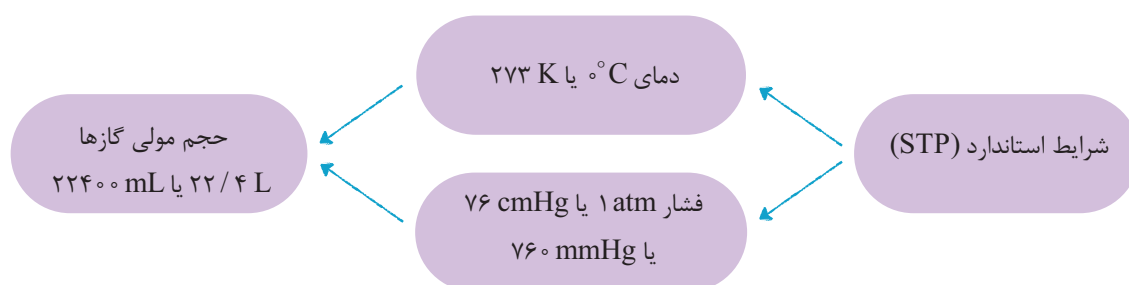 شرایط استاندارد (STP)
دمای ۰°C یا ۲۷۳ K
فشار ۱ atm یا ۷۶ cmHg
یا ۷۶۰ mmHg
حجم مولی گازها
۲۲/۴ L یا ۲۲۴۰۰ mL